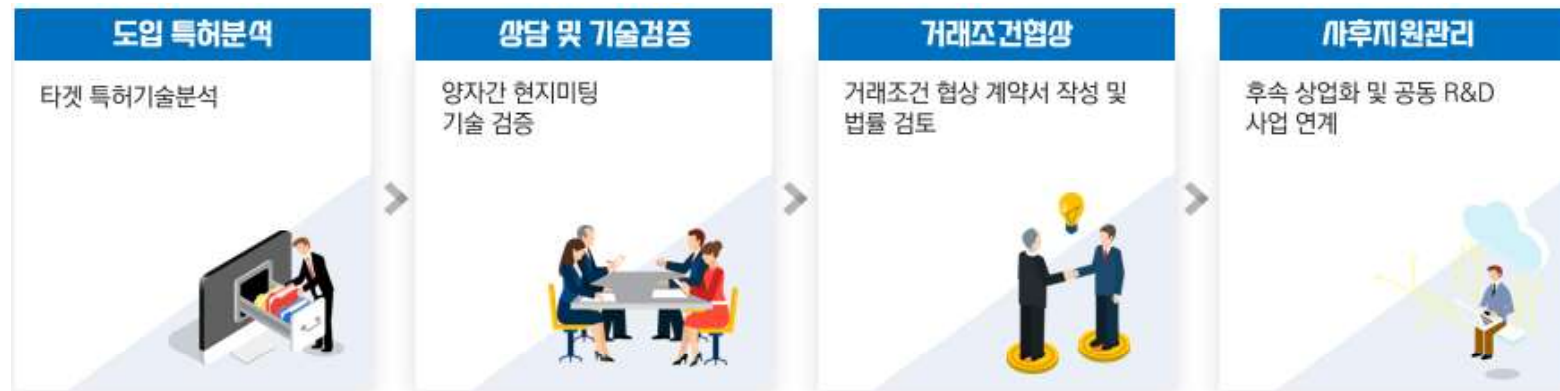 도입 특허분석
타겟 특허기술분석
상담 및 기술검증
양자간 현지미팅
기술 검증
거래조건협상
거래조건 협상 계약서 작성 및
법률 검토
사후지원관리
후속 상업화 및 공동 R&D
사업 연계